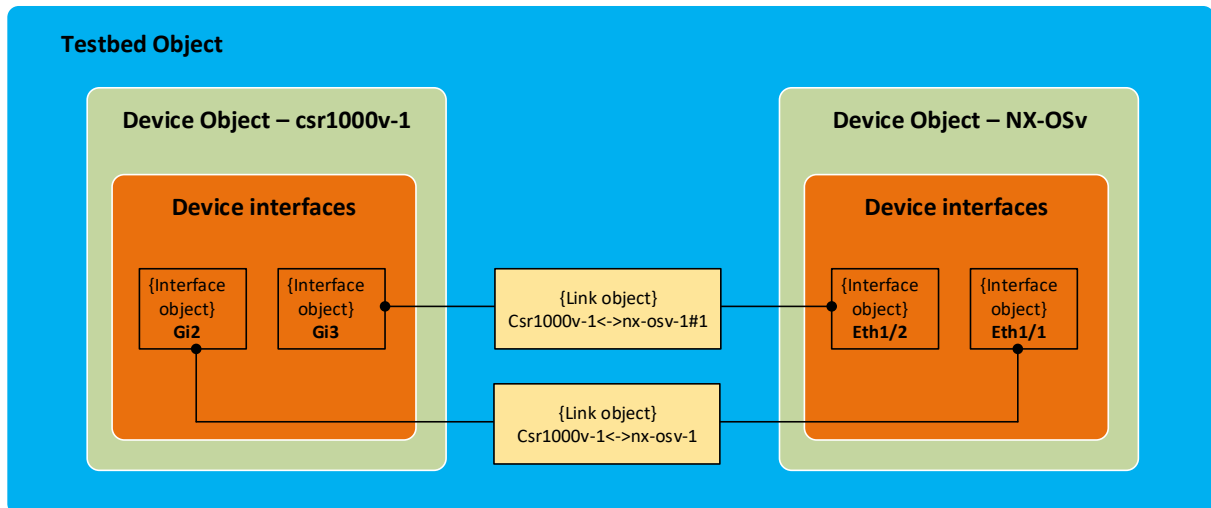 Testbed Object
Device Object – csr1000v-1
Device interfaces
{Interface
object}
Gi2
{Interface
object}
Gi3
{Link object}
Csr1000v-1<->nx-osv-1#1
{Link object}
Csr1000v-1<->nx-osv-1
Device Object – NX-OSv
Device interfaces
{Interface
object}
Eth1/2
{Interface
object}
Eth1/1